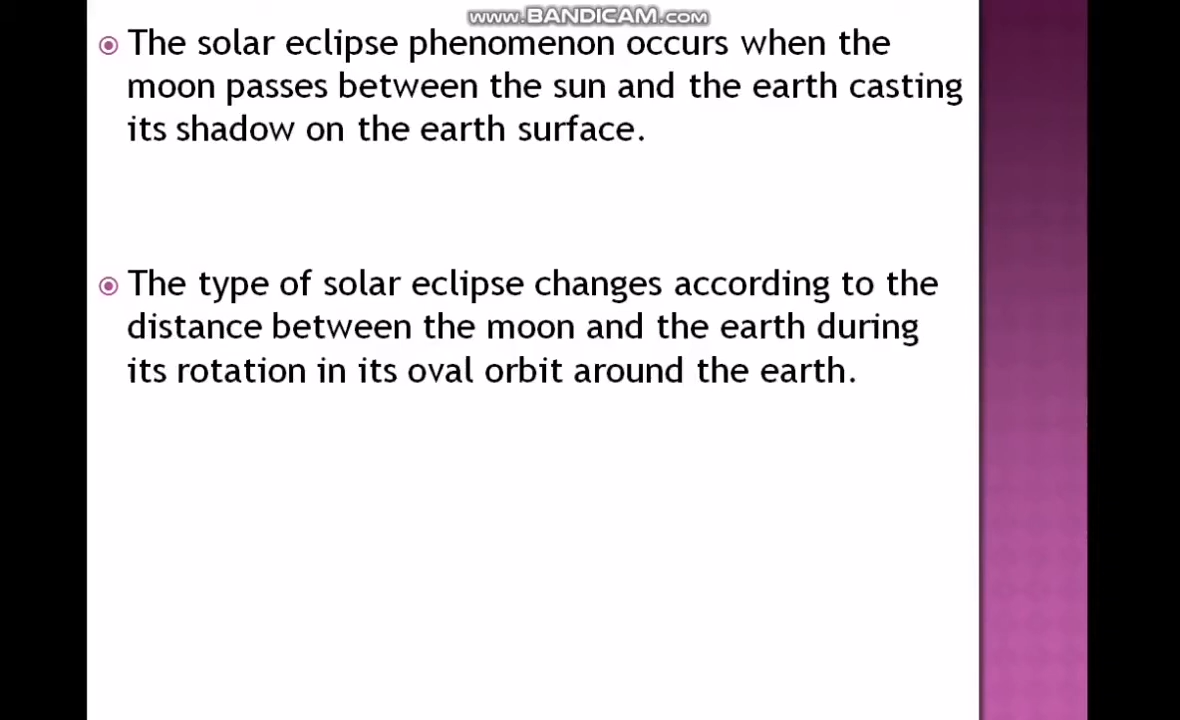 www.BANDICAM.com
The solar eclipse phenomenon occurs when the
moon passes between the sun and the earth casting
its shadow on the earth surface.
The type of solar eclipse changes according to the
distance between the moon and the earth during
its rotation in its oval orbit around the earth.